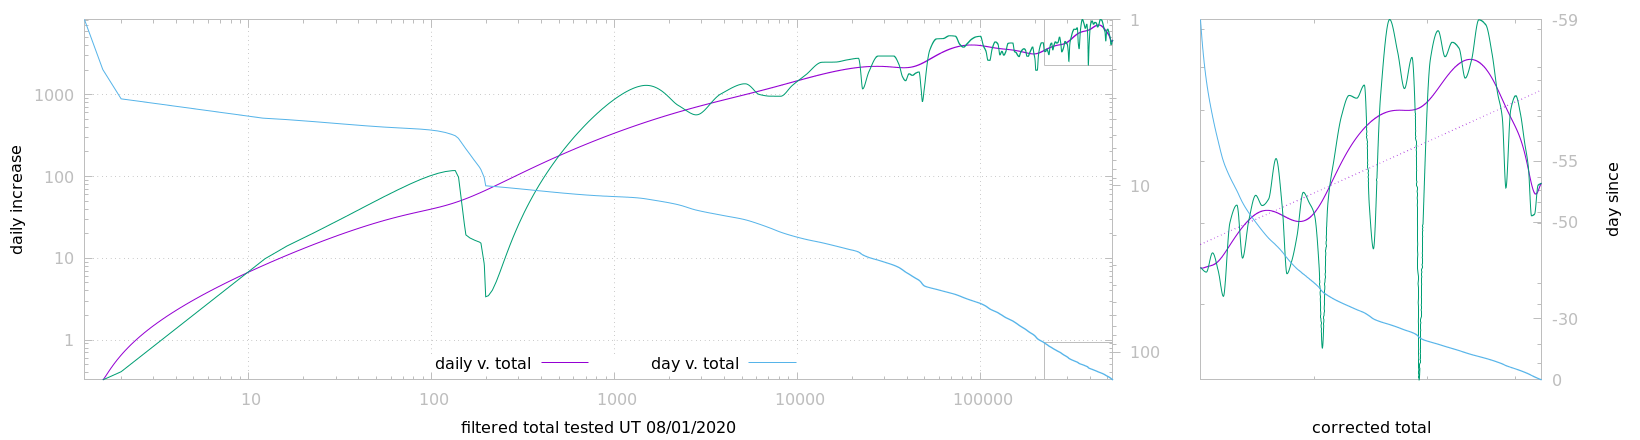 1
-59
1000
daily increase
100
10
-55
-50
day since
10
-30
1
daily v. total
day v. total
100
0
10
100
1000
10000
100000
filtered total tested UT 08/01/2020
corrected total